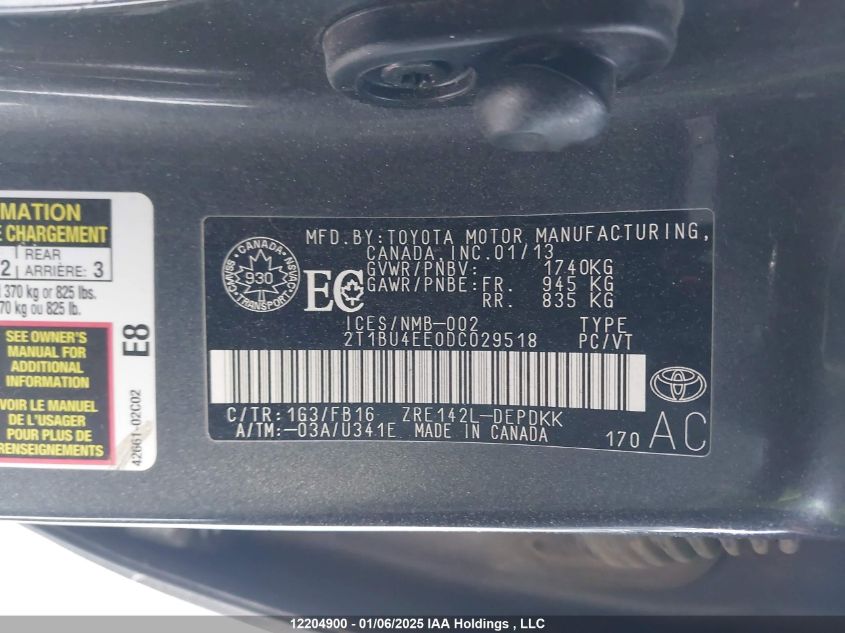 MATION
E CHARGEMENT
REAR
2 ARRIÈRE: 3
370 kg or 825 lbs.
70 kg ou 825 lb.
SEE OWNER'S
MANUAL FOR
ADDITIONAL
INFORMATION
VOIR LE MANUEL
DE L'USAGER
POUR PLUS DE
RENSEIGNEMENTS
E8
42661-02C02
CANADA
930
TRANSPORT
EC
MFD.BY:TOYOTA MOTOR MANUFACTURING,
CANADA,INC.01/13
GVWR/PNBV: 1740KG
GAWR/PNBE:FR. 945 KG
RR. 835 KG
ICES/NMB-002 TYPE
2T1BU4EE0DC029518 PC/VT
C/TR:1G3/FB16 ZRE142L-DEPDKK
A/TM:-03A/U341E MADE IN CANADA
170 AC
12204900 - 01/06/2025 IAA Holdings , LLC